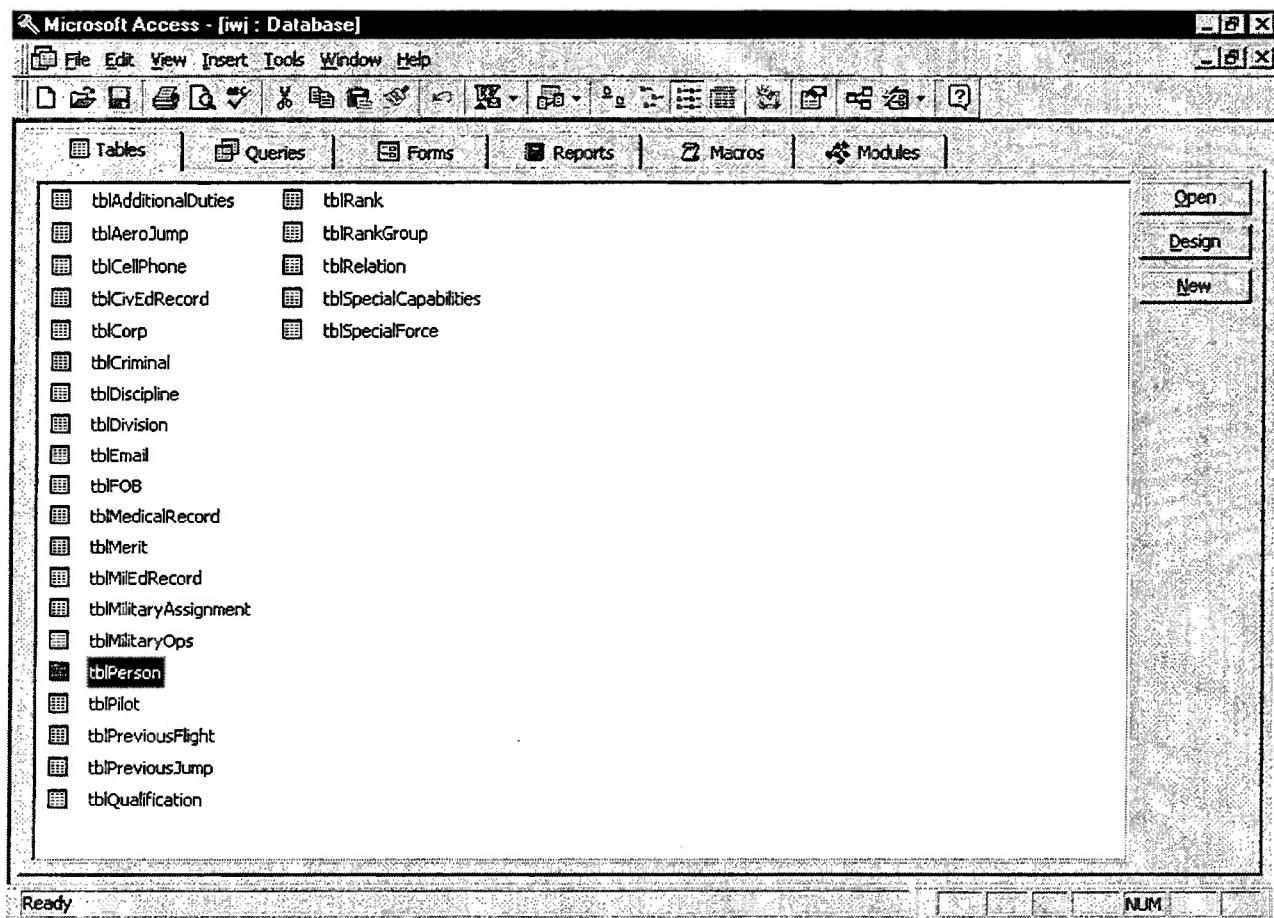 Microsoft Access - [iwj : Database]
File Edit View Insert Tools Window Help
Tables Queries Forms Reports Macros Modules
tblAdditionalDuties tblRank Open
tblAeroJump tblRankGroup Design
tblCellPhone tblRelation New
tblCivEdRecord tblSpecialCapabilities
tblCorp tblSpecialForce
tblCriminal
tblDiscipline
tblDivision
tblEmail
tblFOB
tblMedicalRecord
tblMerit
tblMilEdRecord
tblMilitaryAssignment
tblMilitaryOps
tblPerson
tblPilot
tblPreviousFlight
tblPreviousJump
tblQualification
Ready NUM